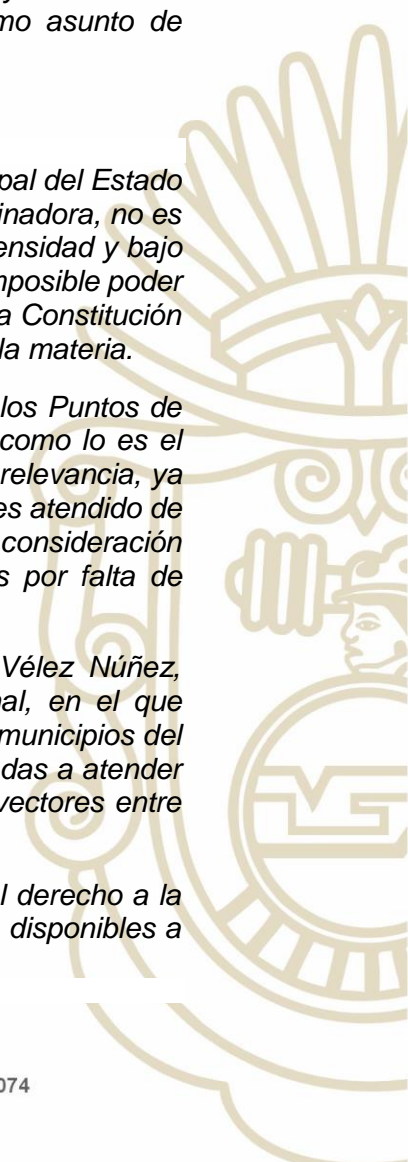 mo asunto de
pal del Estado
inadora, no es
ensidad y bajo
mposible poder
a Constitución
la materia.
los Puntos de
como lo es el
relevancia, ya
es atendido de
consideración
s por falta de
Vélez Núñez,
al, en el que
municipios del
das a atender
vectores entre
l derecho a la
disponibles a
074